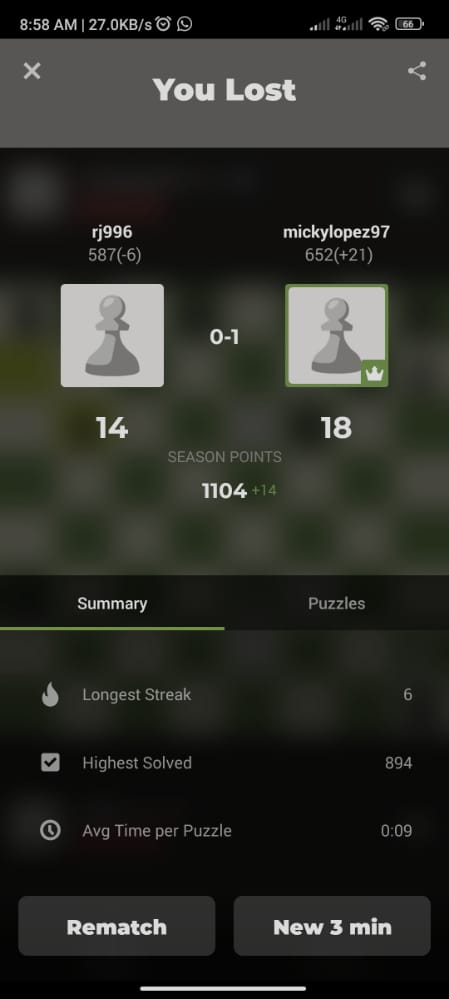 8:58 AM | 27.0KB/s
4G
66
You Lost
rj996
mickylopez97
587(-6)
652(+21)
0-1
14
18
SEASON POINTS
1104 +14
Summary
Puzzles
Longest Streak
6
Highest Solved
894
Avg Time per Puzzle
0:09
Rematch
New 3 min